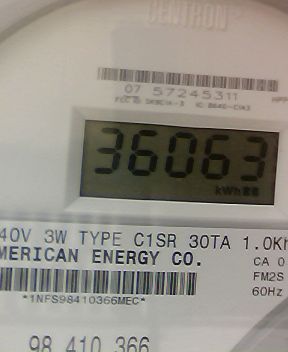 CENTRON
07 57245311
36063
kWh
40V 3W TYPE C1SR 30TA 1.0Kh
MERICAN ENERGY CO.
CA 0
FM2S
60Hz
*1NFS98410366MEC*
98 410 366